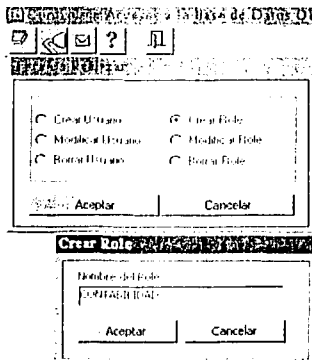 Acceso a la Base de Datos
?
Crear Usuario
Crear Role
Modificar Usuario
Modificar Role
Borrar Usuario
Borrar Role
Aceptar
Cancelar
Crear Role
Nombre del Role
CONTABILIDAD
Aceptar
Cancelar